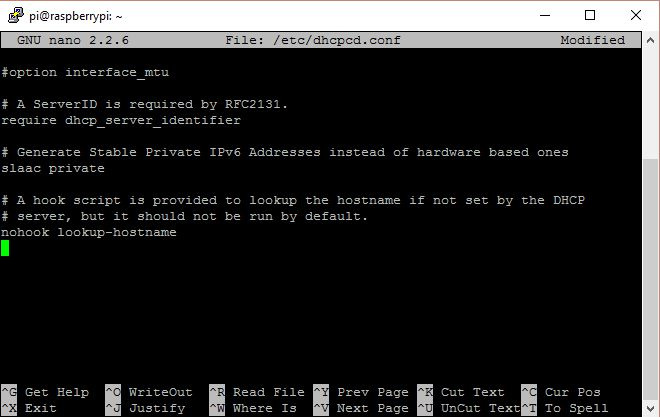 pi@raspberrypi: ~
GNU nano 2.2.6 File: /etc/dhcpcd.conf Modified
#option interface_mtu
# A ServerID is required by RFC2131.
require dhcp_server_identifier
# Generate Stable Private IPv6 Addresses instead of hardware based ones
slaac private
# A hook script is provided to lookup the hostname if not set by the DHCP
# server, but it should not be run by default.
nohook lookup-hostname
^G Get Help ^O WriteOut ^R Read File ^Y Prev Page ^K Cut Text ^C Cur Pos
^X Exit ^J Justify ^W Where Is ^V Next Page ^U UnCut Text ^T To Spell